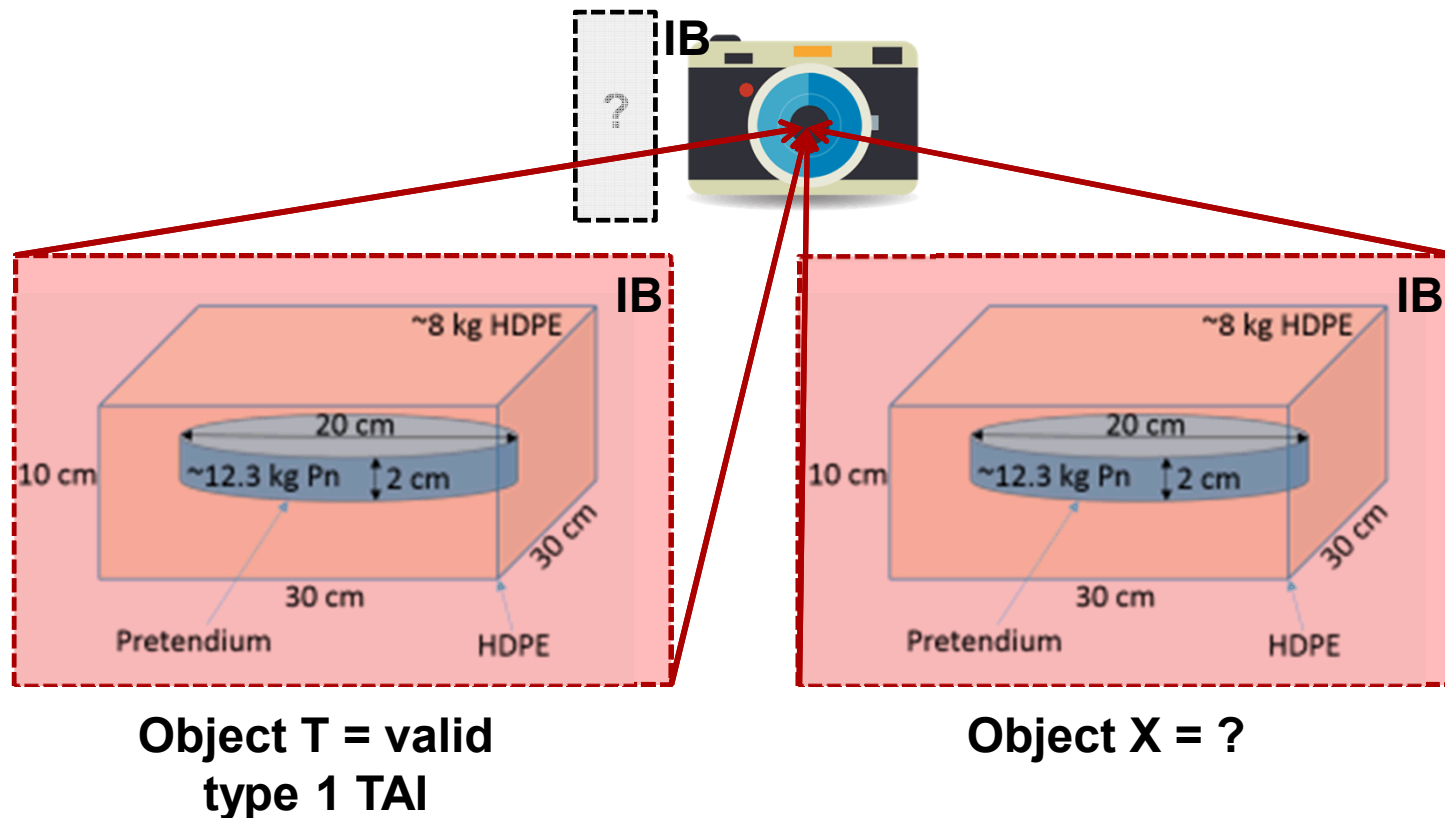 IB
?
IB
~8 kg HDPE
20 cm
~12.3 kg Pn
2 cm
10 cm
30 cm
30 cm
Pretendium
HDPE
IB
~8 kg HDPE
20 cm
~12.3 kg Pn
2 cm
10 cm
30 cm
30 cm
Pretendium
HDPE
Object T = valid
type 1 TAI
Object X = ?